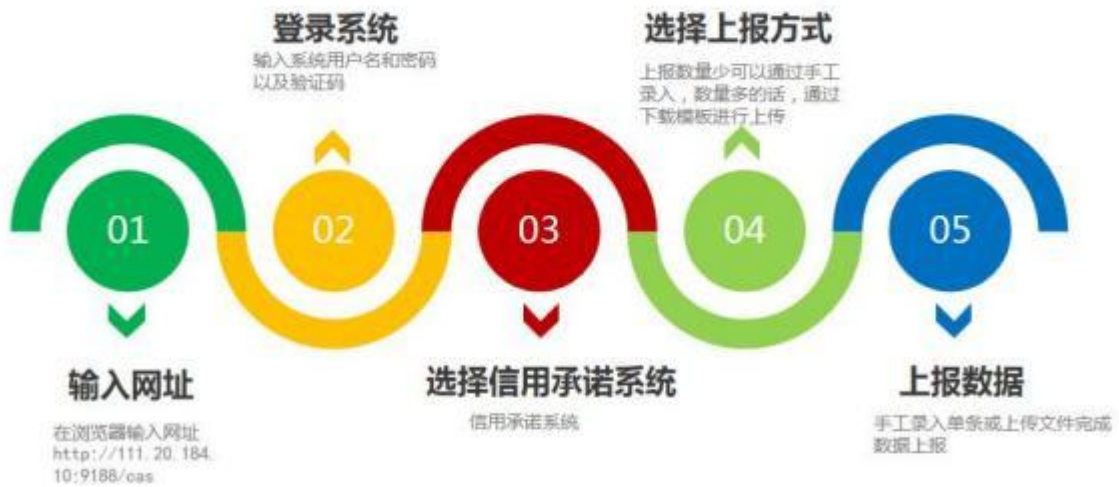 登录系统
输入系统用户名和密码
以及验证码
选择上报方式
上报数量少可以通过手工
录入，数量多的话，通过
下载模板进行上传
01
02
03
04
05
输入网址
在浏览器输入网址
http://111.20.184.
10:9188/cas
选择信用承诺系统
信用承诺系统
上报数据
手工录入单条或上传文件完成
数据上报